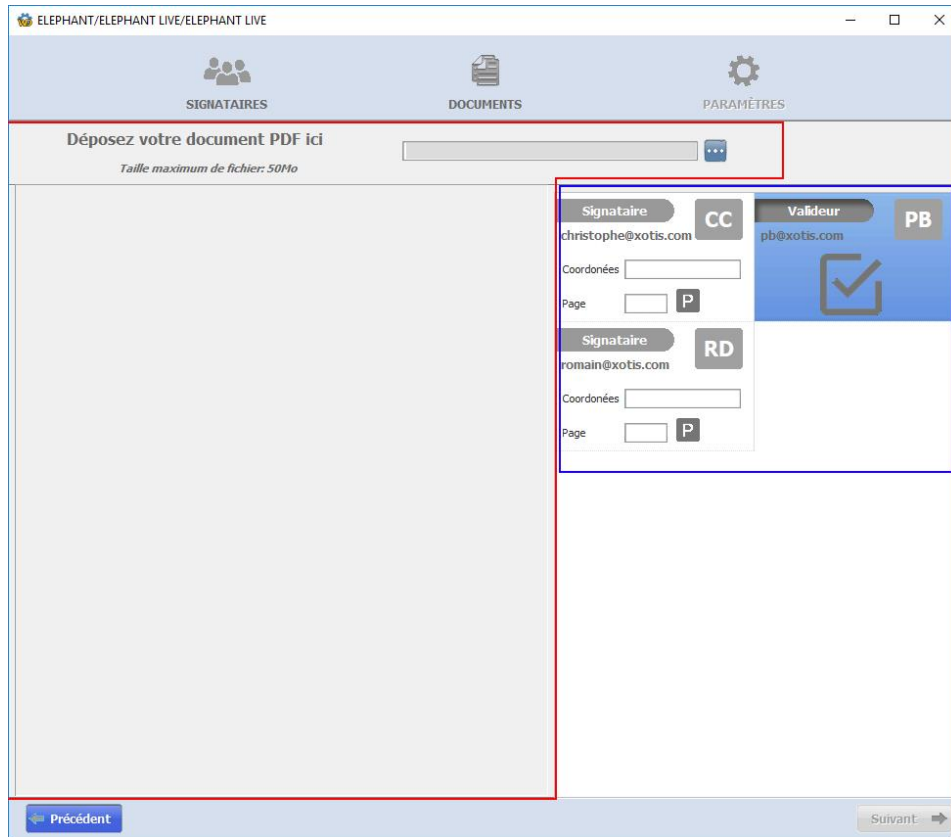 ELEPHANT/ELEPHANT LIVE/ELEPHANT LIVE
SIGNATAIRES
DOCUMENTS
PARAMÈTRES
Déposez votre document PDF ici
Taille maximum de fichier: 50Mo
Signataire
CC
christophe@xotis.com
Coordonées
Page
P
Valideur
PB
pb@xotis.com
Signataire
RD
romain@xotis.com
Coordonées
Page
P
Précédent
Suivant